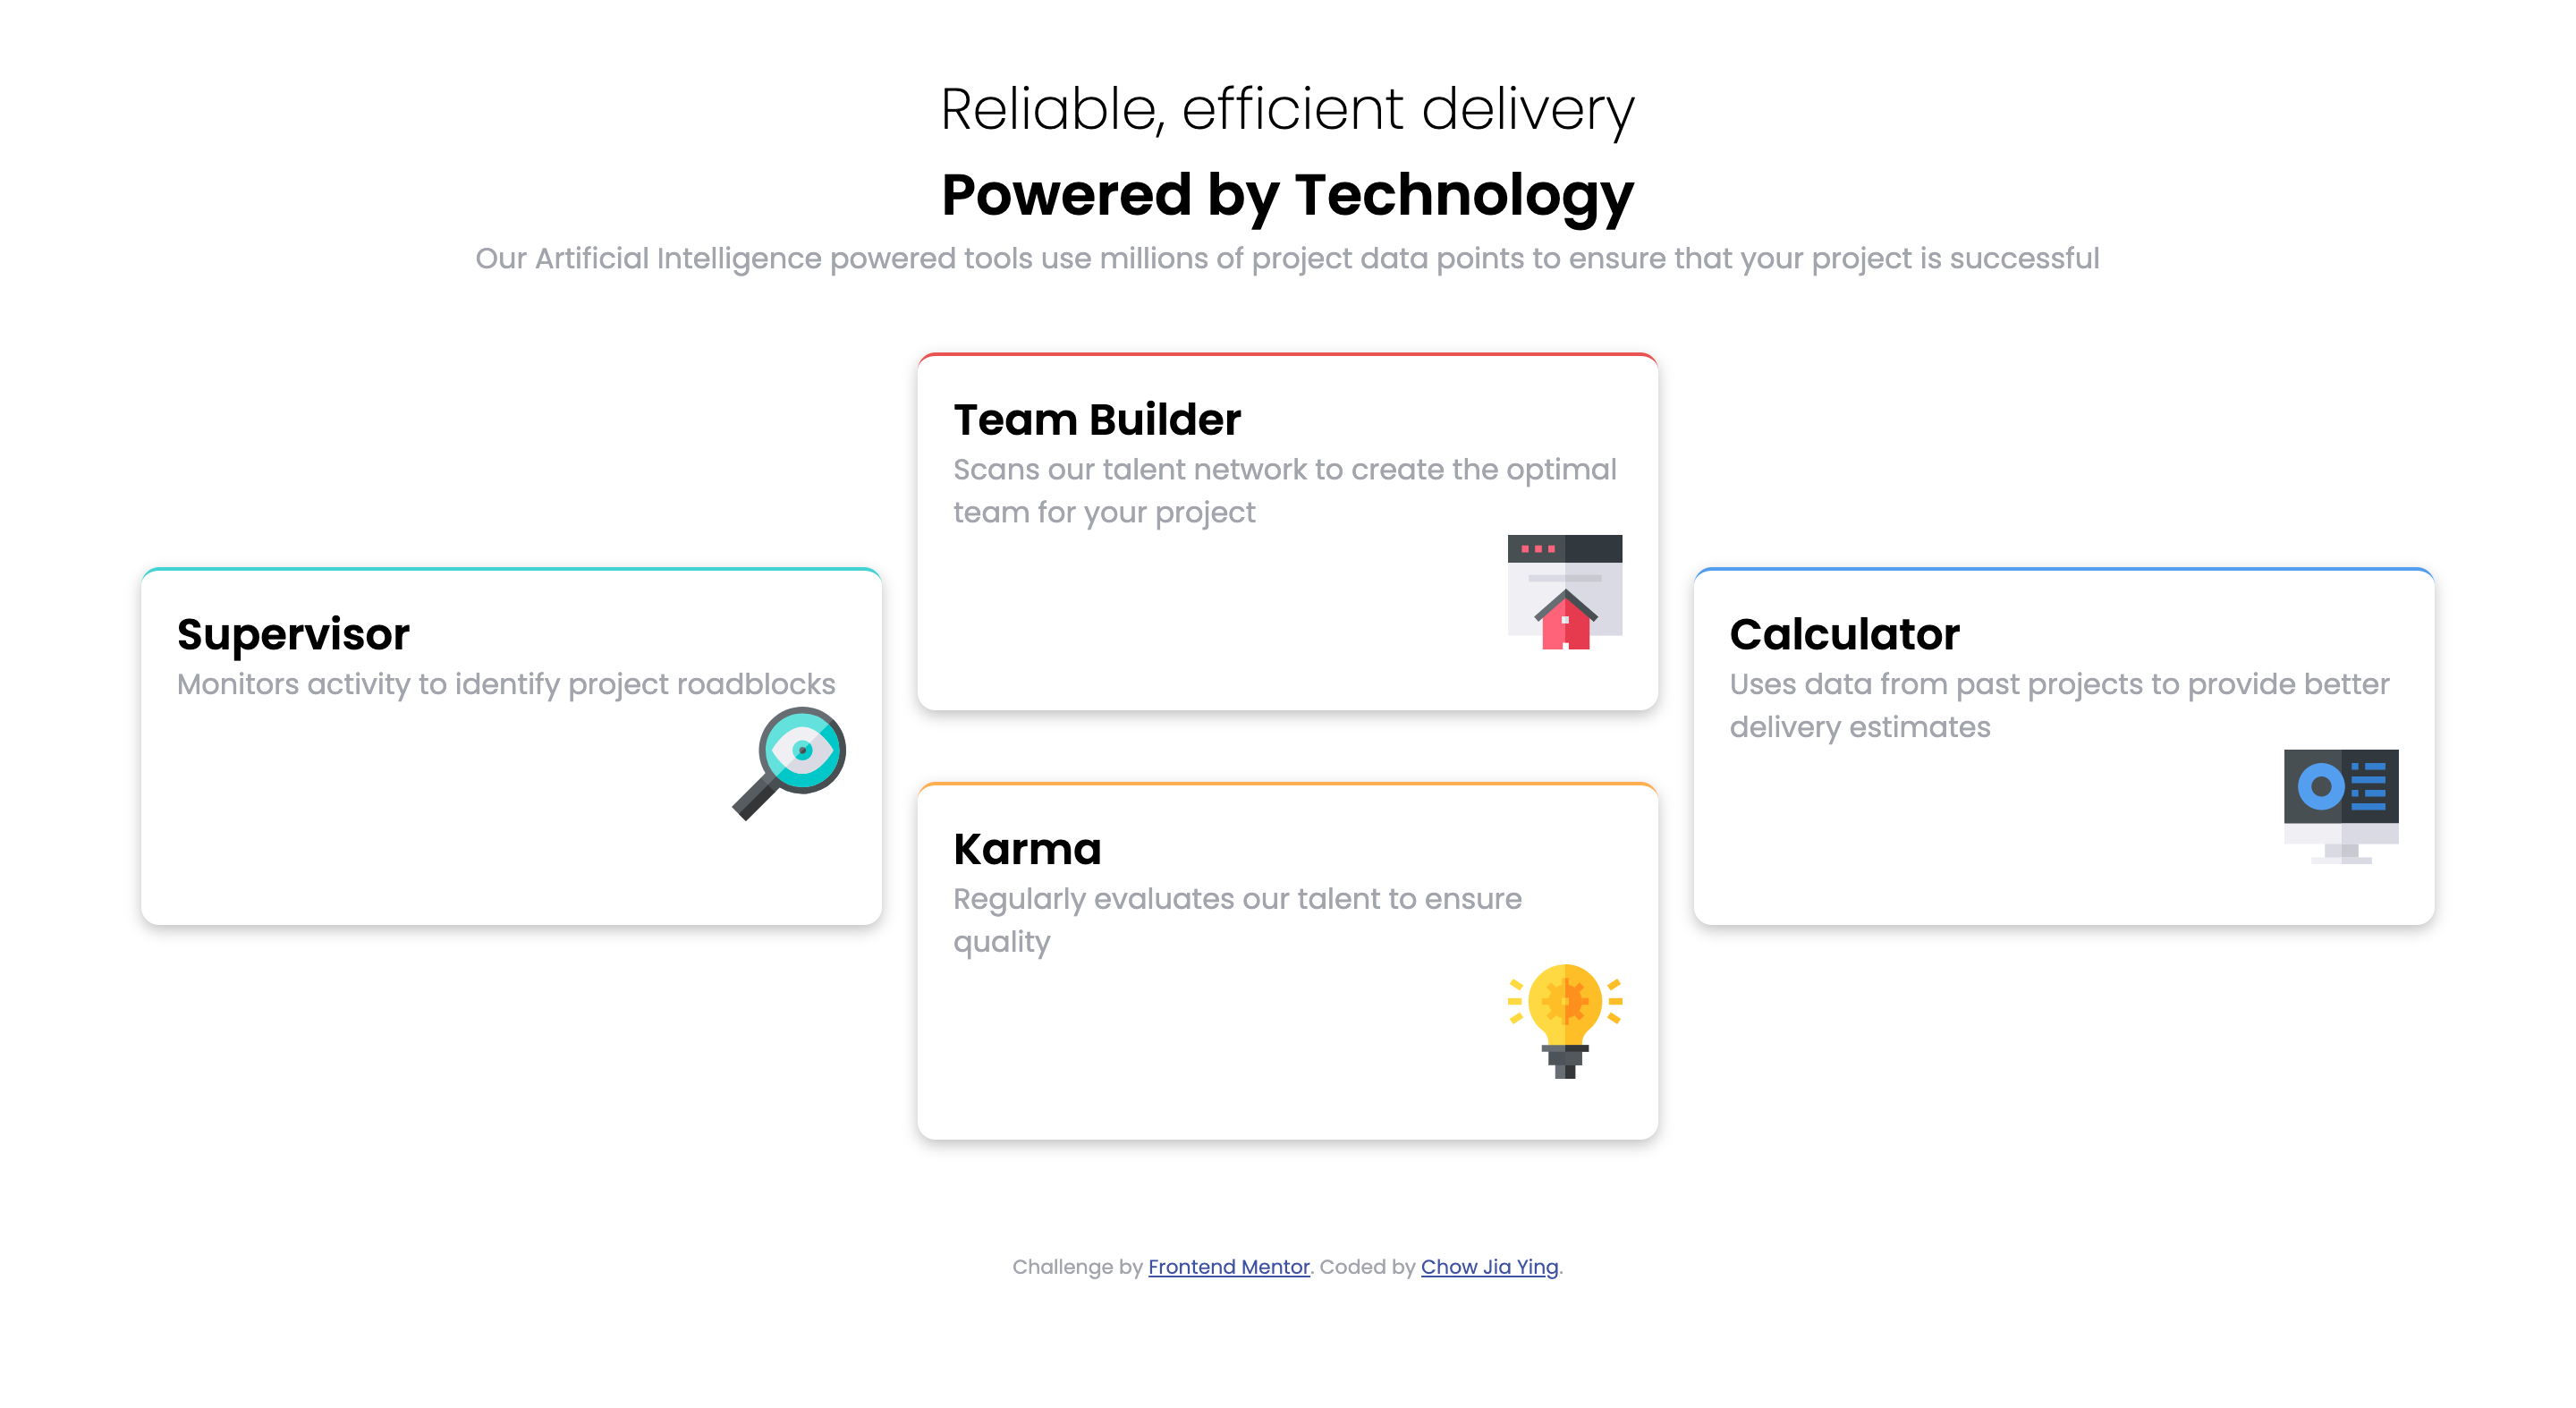 Reliable, efficient delivery
Powered by Technology
Our Artificial Intelligence powered tools use millions of project data points to ensure that your project is successful
Supervisor
Monitors activity to identify project roadblocks
Team Builder
Scans our talent network to create the optimal
team for your project
Karma
Regularly evaluates our talent to ensure
quality
Calculator
Uses data from past projects to provide better
delivery estimates
Challenge by Frontend Mentor. Coded by Chow Jia Ying.